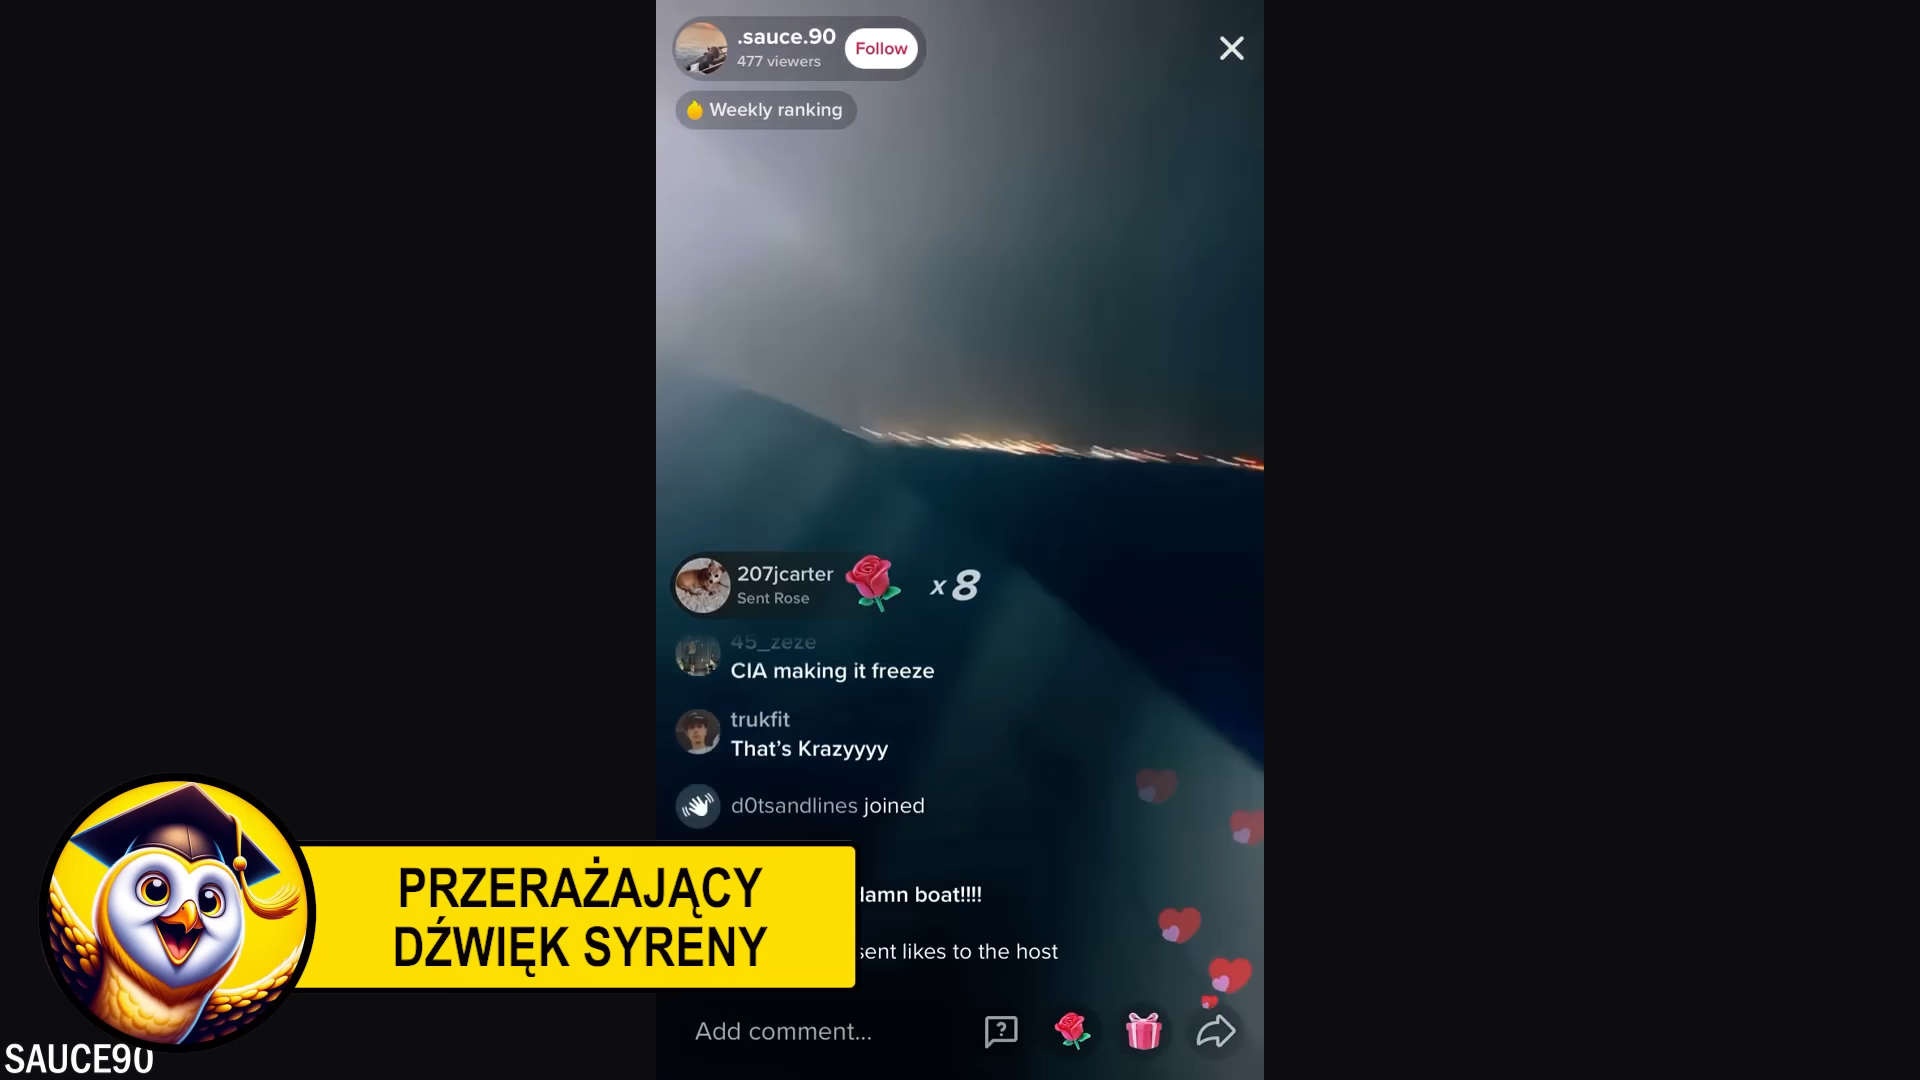 .sauce.90
477 viewers
Follow
Weekly ranking
207jcarter
Sent Rose
x 8
45_zeze
CIA making it freeze
trukfit
That's Krazyyyy
d0tsandlines joined
lamn boat!!!!
sent likes to the host
PRZERAŻAJĄCY
DŹWIĘK SYRENY
Add comment...
SAUCE90